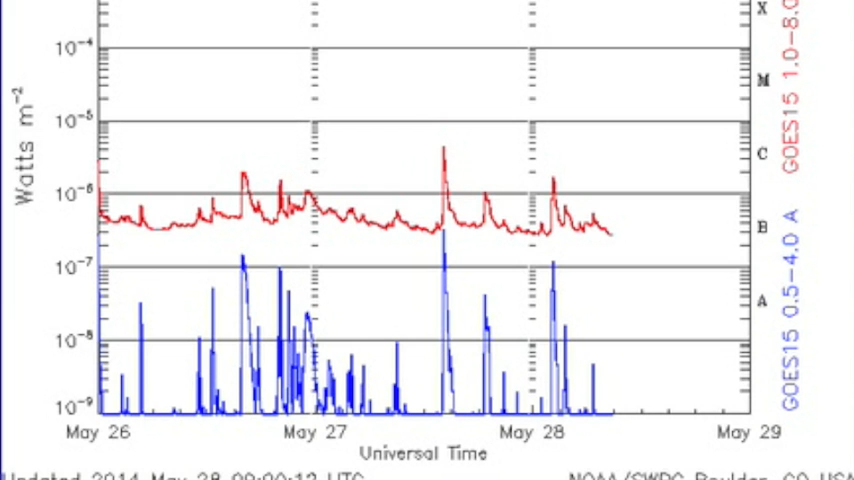 X
10⁻⁴
M
10⁻⁵
C
10⁻⁶
B
10⁻⁷
A
10⁻⁸
10⁻⁹
Watts m⁻²
GOES15 1.0-8.0
GOES15 0.5-4.0 A
May 26 May 27 May 28 May 29
Universal Time
Updated 2014 May 28 09:00:12 UTC NOAA/SWPC Boulder, CO USA